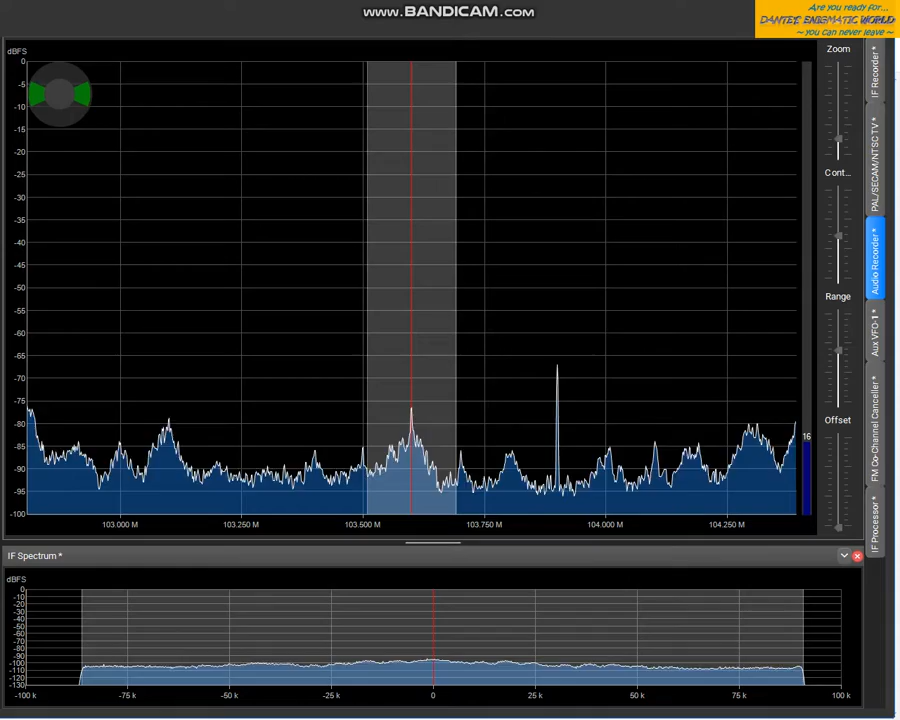 www.BANDICAM.com
Are you ready for...
DANTEZ ENIGMATIC WORLD
~ you can never leave ~
dBFS
0
-5
-10
-15
-20
-25
-30
-35
-40
-45
-50
-55
-60
-65
-70
-75
-80
-85
-90
-95
-100
103.000 M
103.250 M
103.500 M
103.750 M
104.000 M
104.250 M
16
Zoom
Cont...
Range
Offset
IF Recorder *
PAL/SECAM/NTSC TV *
Audio Recorder *
Aux VFO-1 *
FM Co-Channel Canceller *
IF Processor *
IF Spectrum *
dBFS
0
-10
-20
-30
-40
-50
-60
-70
-80
-90
-100
-110
-120
-130
-100 k
-75 k
-50 k
-25 k
0
25 k
50 k
75 k
100 k